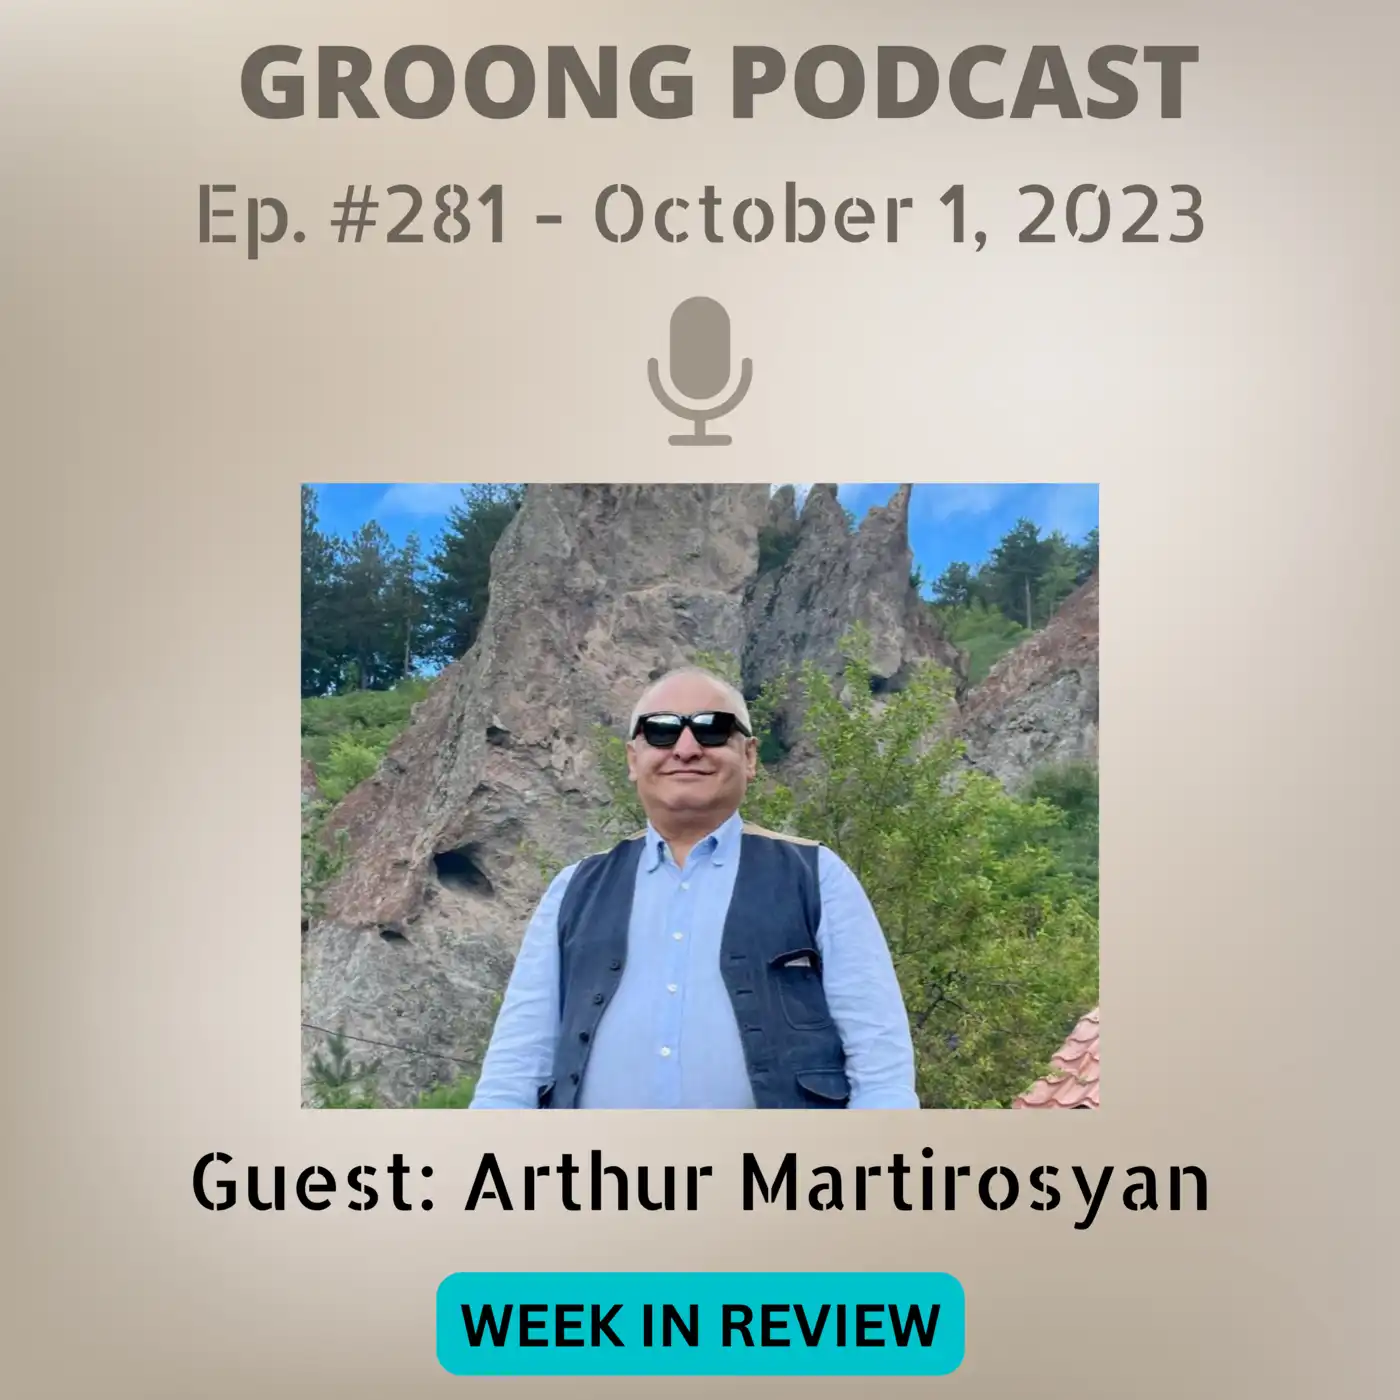 GROONG PODCAST
Ep. #281 - October 1, 2023
Guest: Arthur Martirosyan
WEEK IN REVIEW